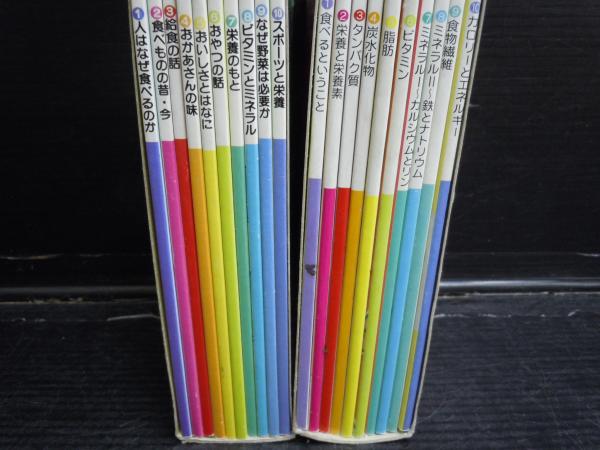 ①人はなぜ食べるのか
②食べものの昔・今
③給食の話
④おかあさんの味
⑤おいしさとはなに
⑥おやつの話
⑦栄養のもと
⑧ビタミンとミネラル
⑨なぜ野菜は必要か
⑩スポーツと栄養
①食べるということ
②栄養と栄養素
③タンパク質
④炭水化物
⑤脂肪
⑥ビタミン
⑦ミネラルⅠ〜カルシウムとリン
⑧ミネラルⅡ〜鉄とナトリウム
⑨食物繊維
⑩カロリーとエネルギー